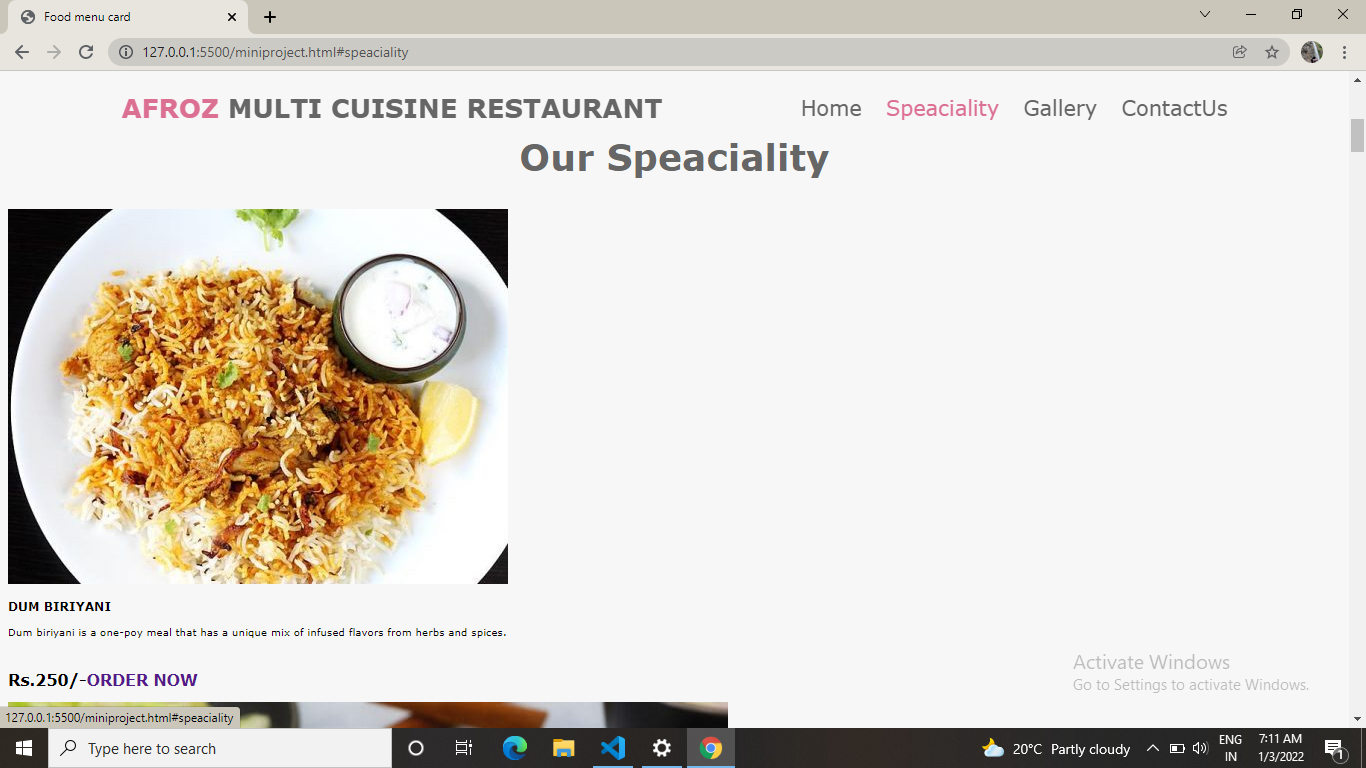 Food menu card
127.0.0.1:5500/miniproject.html#speaciality
AFROZ MULTI CUISINE RESTAURANT
Home Speaciality Gallery ContactUs
Our Speaciality
DUM BIRIYANI
Dum biriyani is a one-poy meal that has a unique mix of infused flavors from herbs and spices.
Rs.250/-ORDER NOW
Activate Windows
Go to Settings to activate Windows.
127.0.0.1:5500/miniproject.html#speaciality
Type here to search
20°C Partly cloudy
ENG
IN
7:11 AM
1/3/2022
1